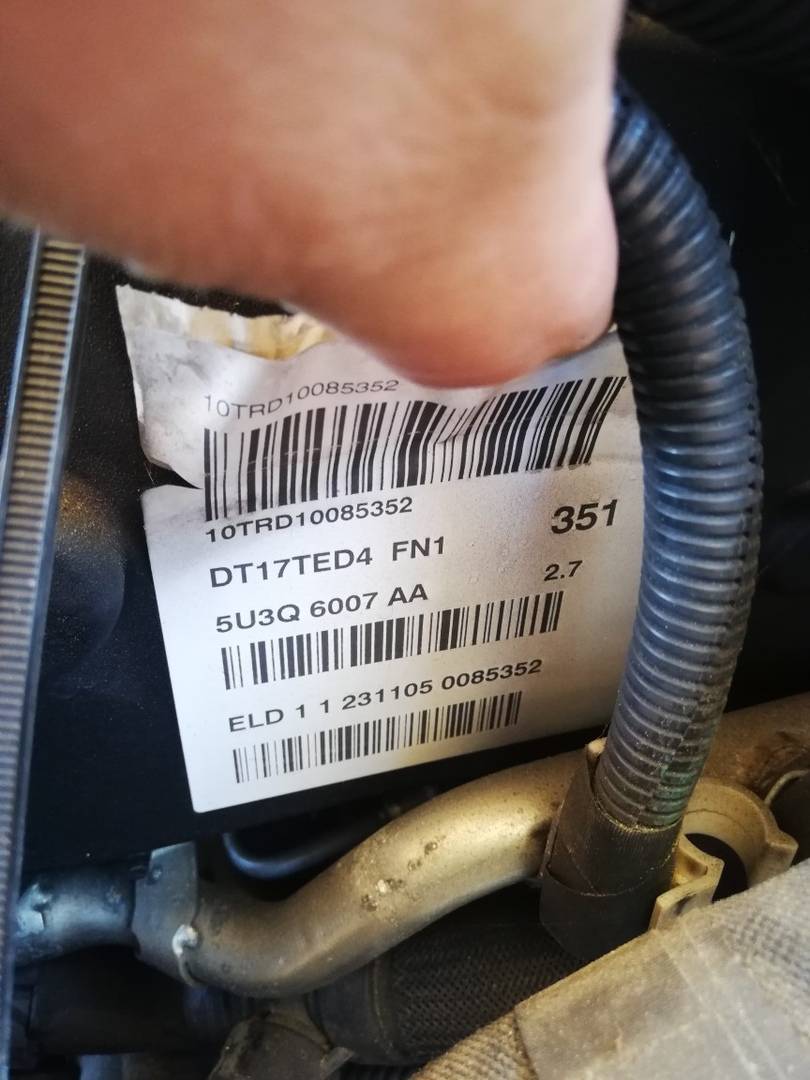 10TRD10085352
10TRD10085352
351
DT17TED4 FN1
2.7
5U3Q 6007 AA
ELD 1 1 231105 0085352